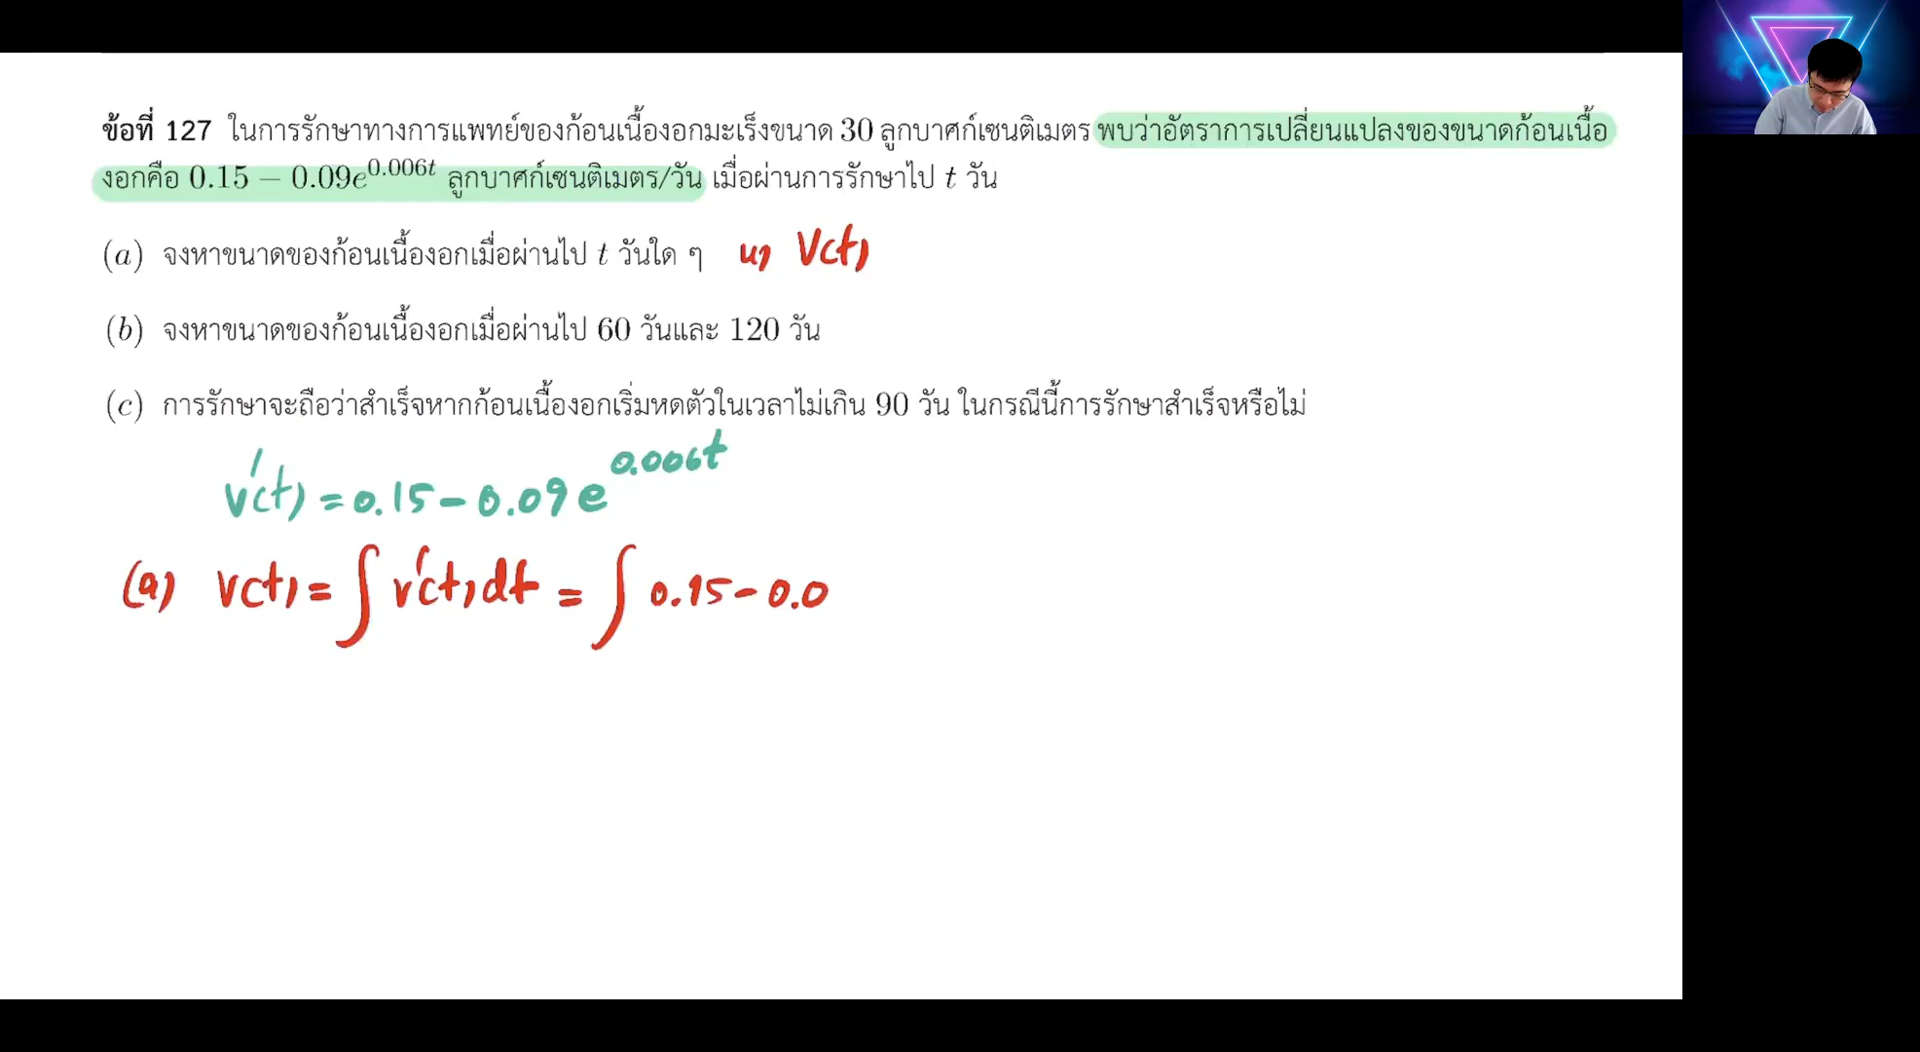 ข้อที่ 127 ในการรักษาทางการแพทย์ของก้อนเนื้องอกมะเร็งขนาด 30 ลูกบาศก์เซนติเมตร พบว่าอัตราการเปลี่ยนแปลงของขนาดก้อนเนื้อ
งอกคือ 0.15 − 0.09e^{0.006t} ลูกบาศก์เซนติเมตร/วัน เมื่อผ่านการรักษาไป t วัน
(a) จงหาขนาดของก้อนเนื้องอกเมื่อผ่านไป t วันใด ๆ หา V(t)
(b) จงหาขนาดของก้อนเนื้องอกเมื่อผ่านไป 60 วันและ 120 วัน
(c) การรักษาจะถือว่าสำเร็จหากก้อนเนื้องอกเริ่มหดตัวในเวลาไม่เกิน 90 วัน ในกรณีนี้การรักษาสำเร็จหรือไม่
V'(t) = 0.15 − 0.09 e^{0.006t}
(a) V(t) = ∫ V'(t) dt = ∫ 0.15 − 0.0